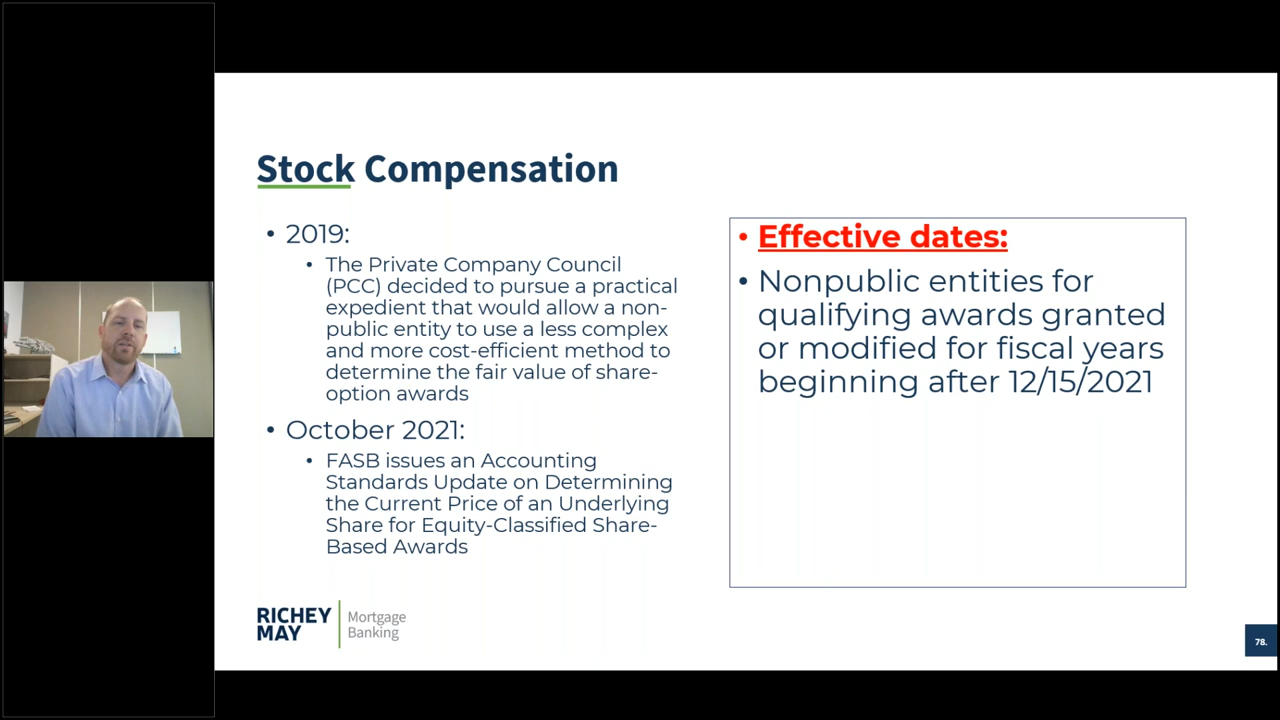 Stock Compensation
• 2019:
• The Private Company Council
(PCC) decided to pursue a practical
expedient that would allow a non-
public entity to use a less complex
and more cost-efficient method to
determine the fair value of share-
option awards
• October 2021:
• FASB issues an Accounting
Standards Update on Determining
the Current Price of an Underlying
Share for Equity-Classified Share-
Based Awards
• Effective dates:
• Nonpublic entities for
qualifying awards granted
or modified for fiscal years
beginning after 12/15/2021
RICHEY
MAY
Mortgage
Banking
78.